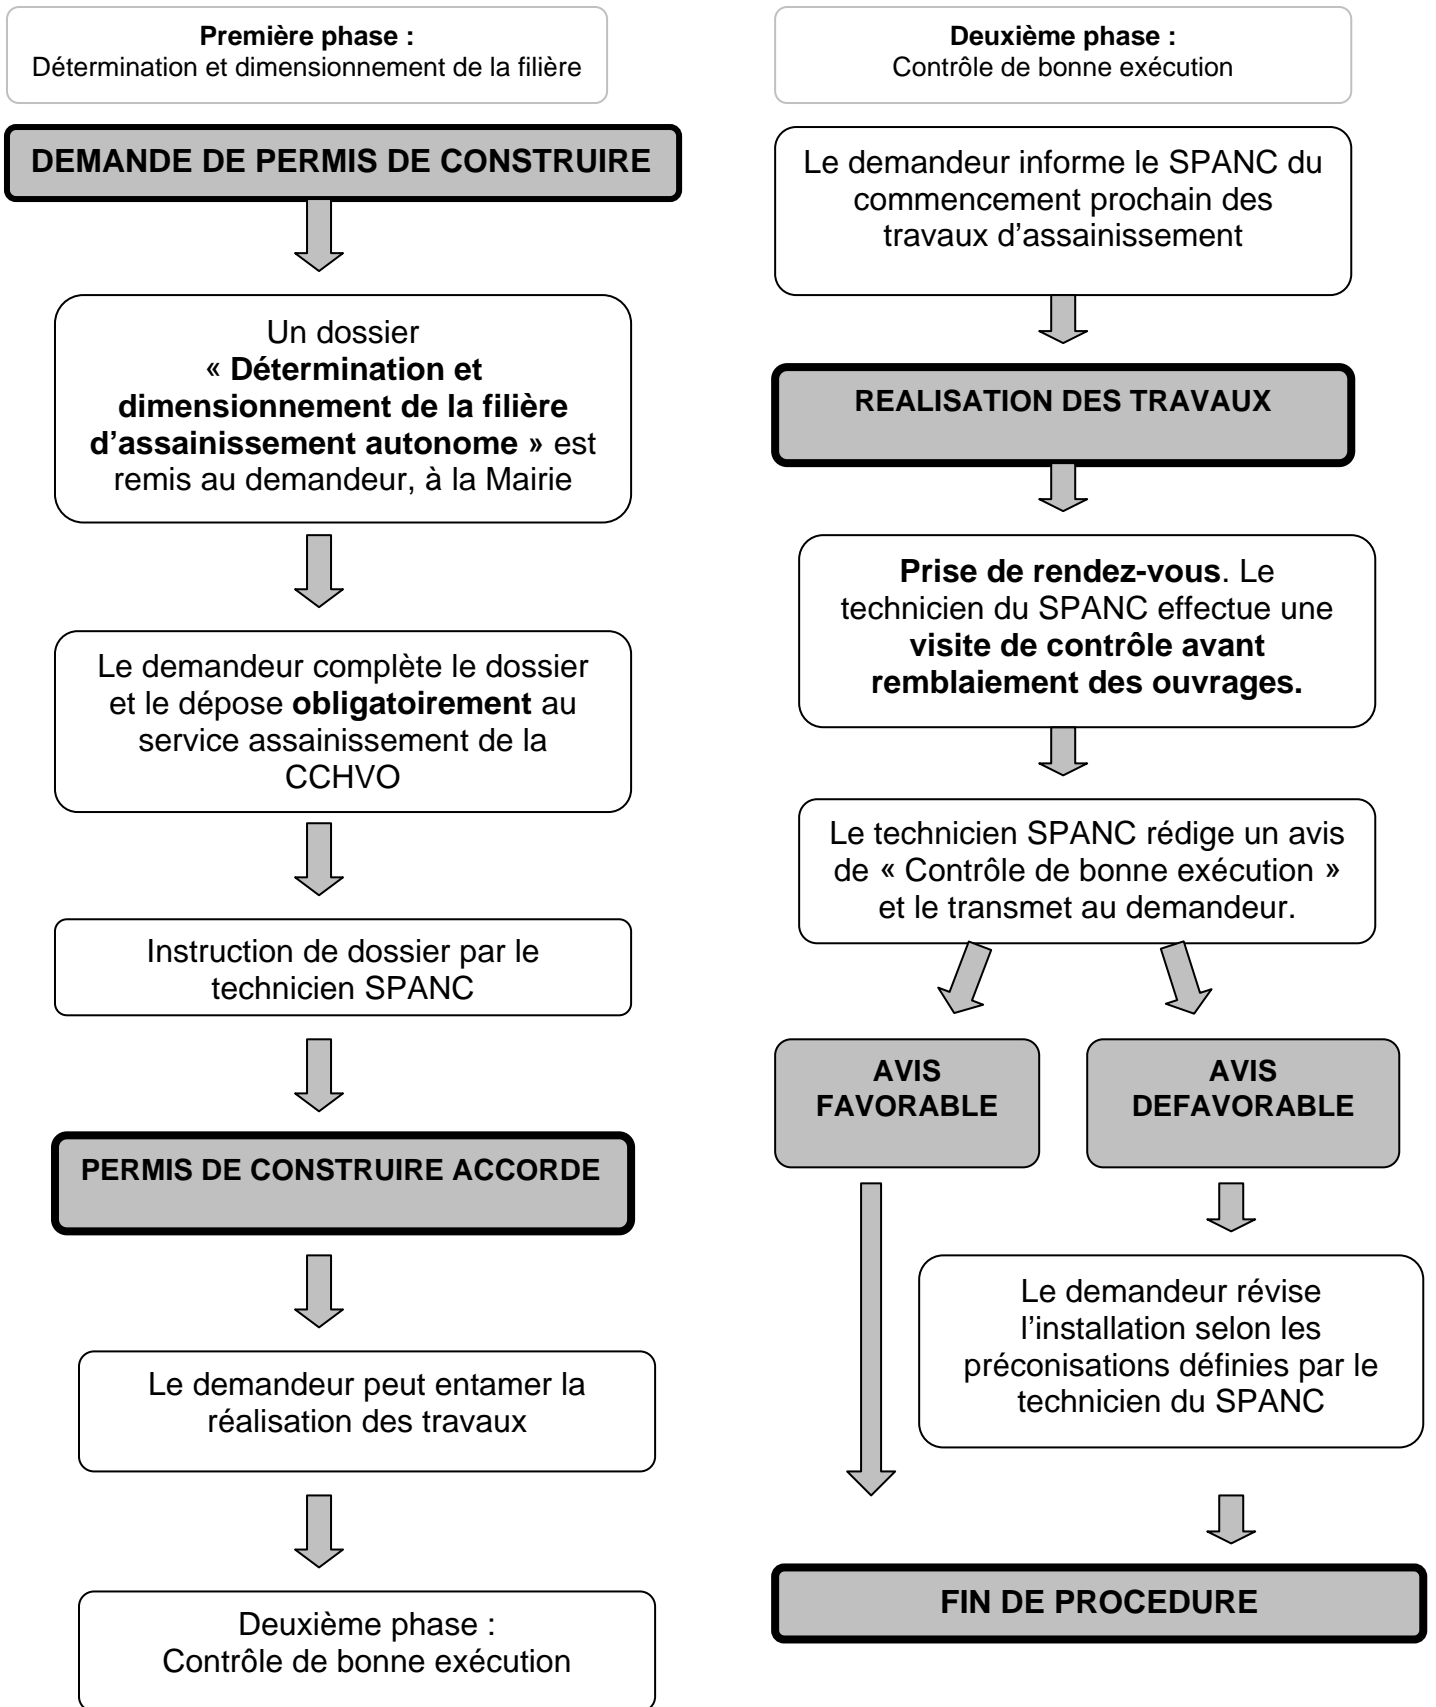 Première phase :
Détermination et dimensionnement de la filière
DEMANDE DE PERMIS DE CONSTRUIRE
Un dossier
« Détermination et
dimensionnement de la filière
d’assainissement autonome » est
remis au demandeur, à la Mairie
Le demandeur complète le dossier
et le dépose obligatoirement au
service assainissement de la
CCHVO
Instruction de dossier par le
technicien SPANC
PERMIS DE CONSTRUIRE ACCORDE
Le demandeur peut entamer la
réalisation des travaux
Deuxième phase :
Contrôle de bonne exécution
Deuxième phase :
Contrôle de bonne exécution
Le demandeur informe le SPANC du
commencement prochain des
travaux d’assainissement
REALISATION DES TRAVAUX
Prise de rendez-vous. Le
technicien du SPANC effectue une
visite de contrôle avant
remblaiement des ouvrages.
Le technicien SPANC rédige un avis
de « Contrôle de bonne exécution »
et le transmet au demandeur.
AVIS
FAVORABLE
AVIS
DEFAVORABLE
Le demandeur révise
l’installation selon les
préconisations définies par le
technicien du SPANC
FIN DE PROCEDURE